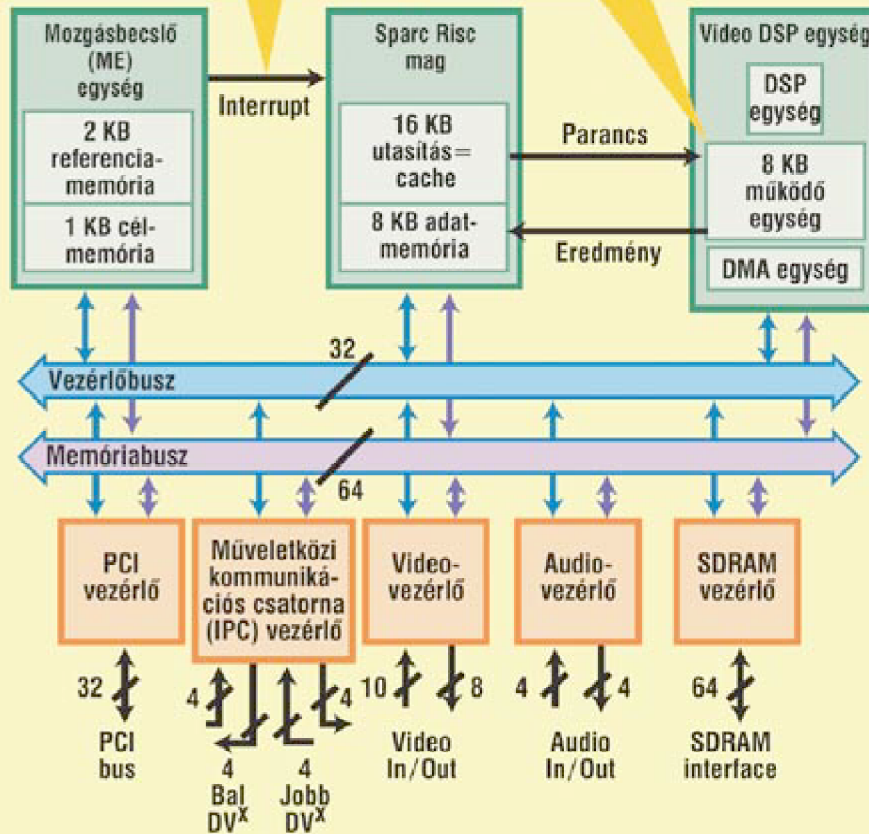 Mozgásbecslő
(ME)
egység
2 KB
referencia-
memória
1 KB cél-
memória
Interrupt
Sparc Risc
mag
16 KB
utasítás=
cache
8 KB adat-
memória
Parancs
Eredmény
Video DSP egység
DSP
egység
8 KB
működő
egység
DMA egység
32
Vezérlőbusz
Memóriabusz
64
PCI
vezérlő
Műveletközi
kommuniká-
ciós csatorna
(IPC) vezérlő
Video-
vezérlő
Audio-
vezérlő
SDRAM
vezérlő
32
4
4
10
8
4
4
64
PCI
bus
4
Bal
DVX
4
Jobb
DVX
Video
In/Out
Audio
In/Out
SDRAM
interface